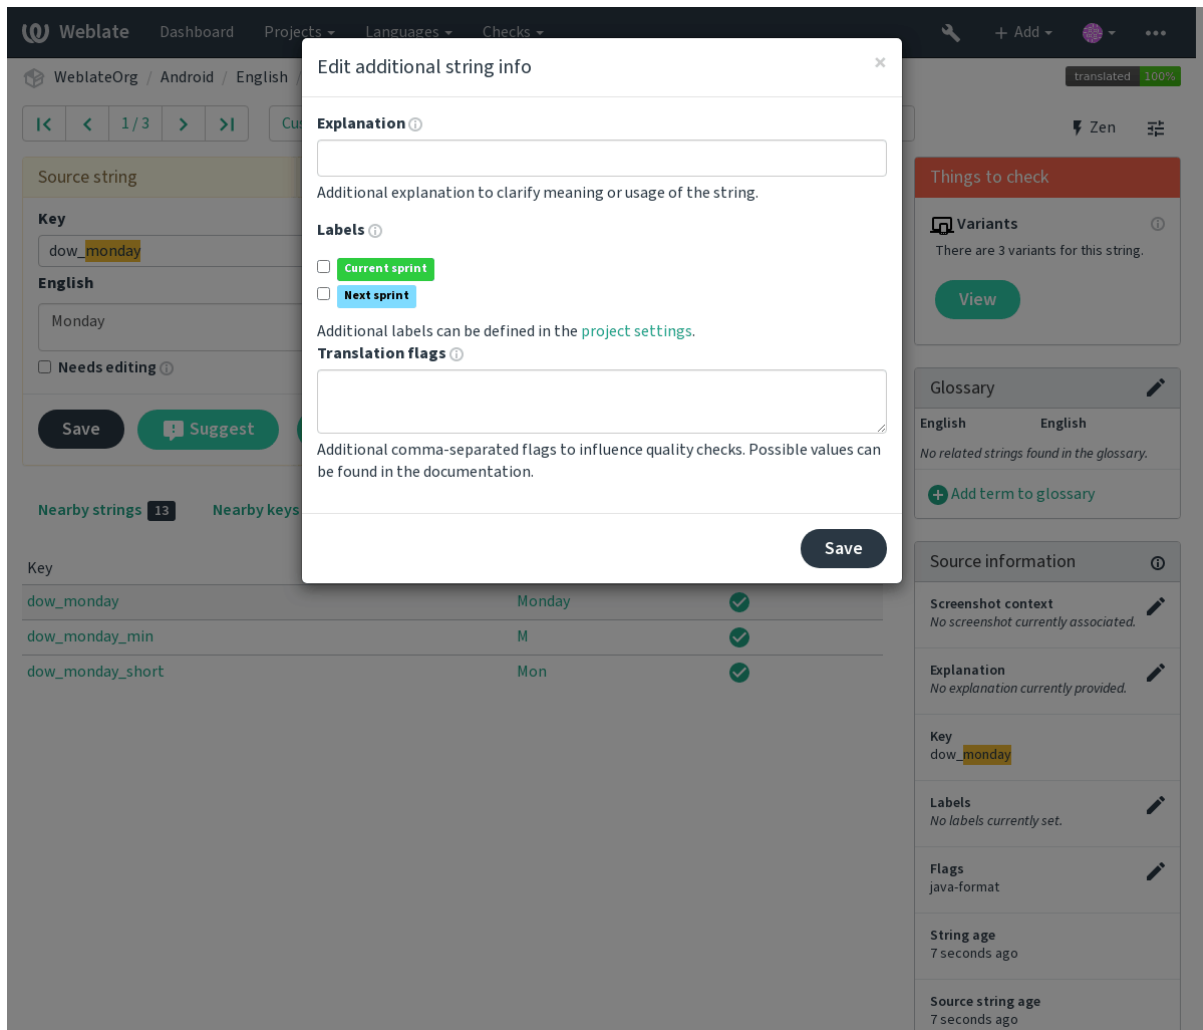 Weblate Dashboard Projects Languages Checks + Add
WeblateOrg / Android / English /
translated 100%
1 / 3
Zen
Edit additional string info
×
Explanation
Additional explanation to clarify meaning or usage of the string.
Labels
Current sprint
Next sprint
Additional labels can be defined in the project settings.
Translation flags
Additional comma-separated flags to influence quality checks. Possible values can
be found in the documentation.
Save
Source string
Key
dow_monday
English
Monday
Needs editing
Save Suggest
Nearby strings 13 Nearby keys
Key
dow_monday Monday
dow_monday_min M
dow_monday_short Mon
Things to check
Variants
There are 3 variants for this string.
View
Glossary
English English
No related strings found in the glossary.
Add term to glossary
Source information
Screenshot context
No screenshot currently associated.
Explanation
No explanation currently provided.
Key
dow_monday
Labels
No labels currently set.
Flags
java-format
String age
7 seconds ago
Source string age
7 seconds ago